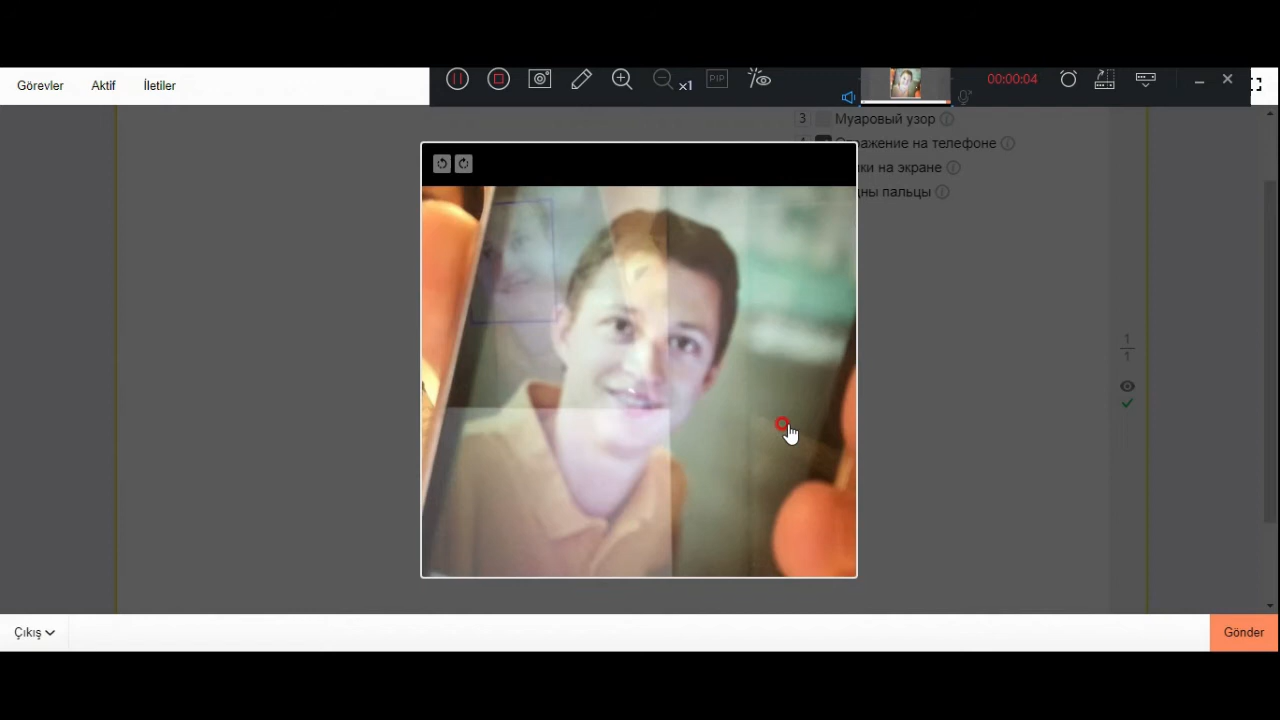 Görevler
Aktif
İletiler
x1
PIP
00:00:04
3 Муаровый узор
ражение на телефоне
ки на экране
ны пальцы
1
1
Çıkış
Gönder